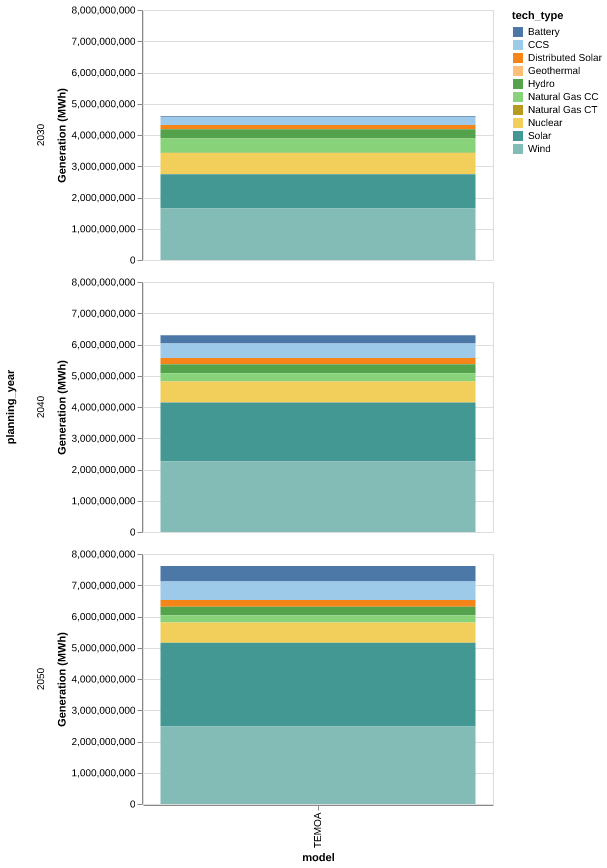 planning_year
2030
Generation (MWh)
8,000,000,000
7,000,000,000
6,000,000,000
5,000,000,000
4,000,000,000
3,000,000,000
2,000,000,000
1,000,000,000
0
tech_type
Battery
CCS
Distributed Solar
Geothermal
Hydro
Natural Gas CC
Natural Gas CT
Nuclear
Solar
Wind
2040
Generation (MWh)
8,000,000,000
7,000,000,000
6,000,000,000
5,000,000,000
4,000,000,000
3,000,000,000
2,000,000,000
1,000,000,000
0
2050
Generation (MWh)
8,000,000,000
7,000,000,000
6,000,000,000
5,000,000,000
4,000,000,000
3,000,000,000
2,000,000,000
1,000,000,000
0
TEMOA
model